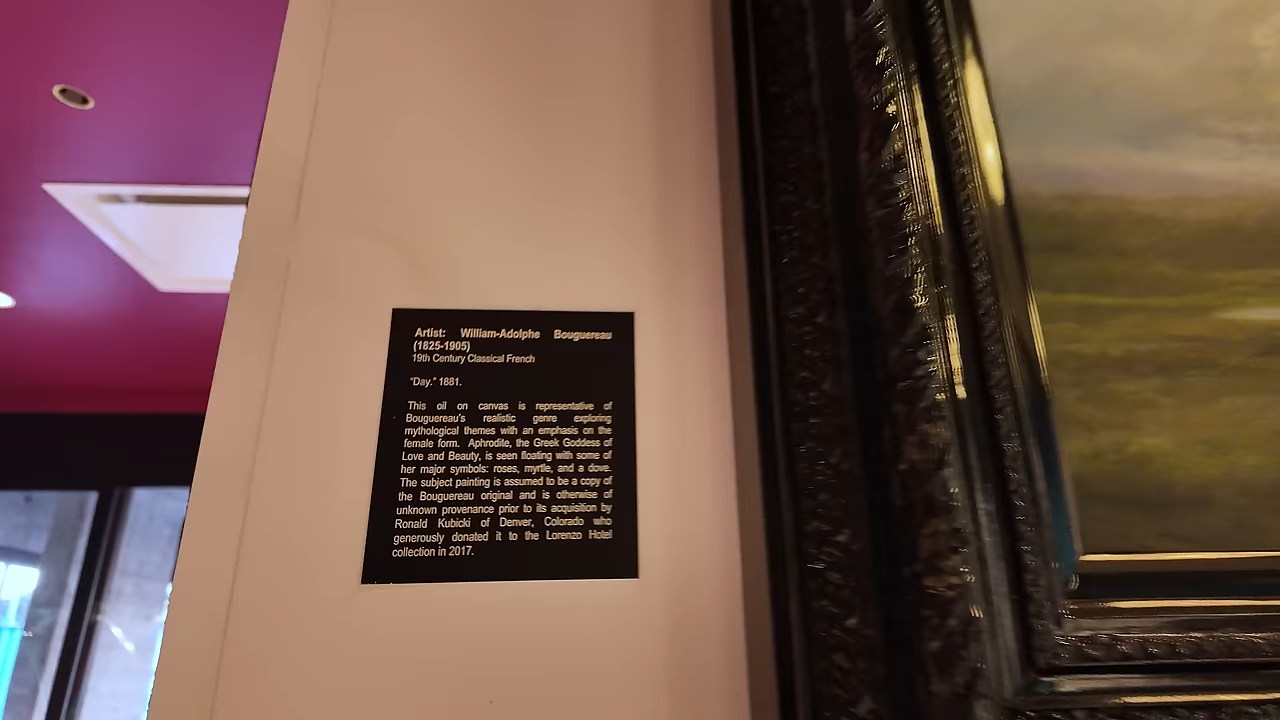 Artist: William-Adolphe Bouguereau
(1825-1905)
19th Century Classical French
"Day." 1881.
This oil on canvas is representative of
Bouguereau's realistic genre exploring
mythological themes with an emphasis on the
female form. Aphrodite, the Greek Goddess of
Love and Beauty, is seen floating with some of
her major symbols: roses, myrtle, and a dove.
The subject painting is assumed to be a copy of
the Bouguereau original and is otherwise of
unknown provenance prior to its acquisition by
Ronald Kubicki of Denver, Colorado who
generously donated it to the Lorenzo Hotel
collection in 2017.